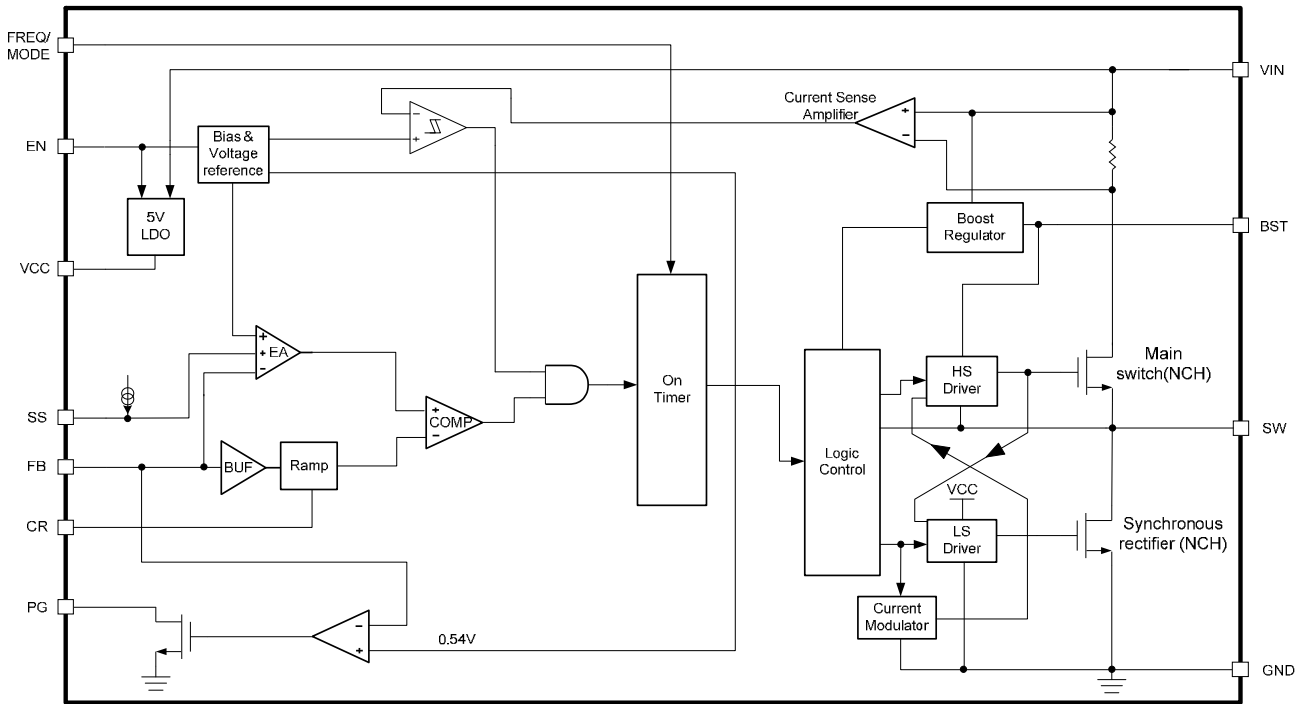 FREQ/
MODE
VIN
Current Sense
Amplifier
+
−
−
+
EN
Bias &
Voltage
reference
5V
LDO
Boost
Regulator
BST
VCC
+
+
−
EA
On
Timer
Logic
Control
HS
Driver
Main
switch(NCH)
SS
+
−
COMP
SW
FB
BUF
Ramp
VCC
CR
LS
Driver
Synchronous
rectifier (NCH)
PG
−
+
0.54V
Current
Modulator
GND